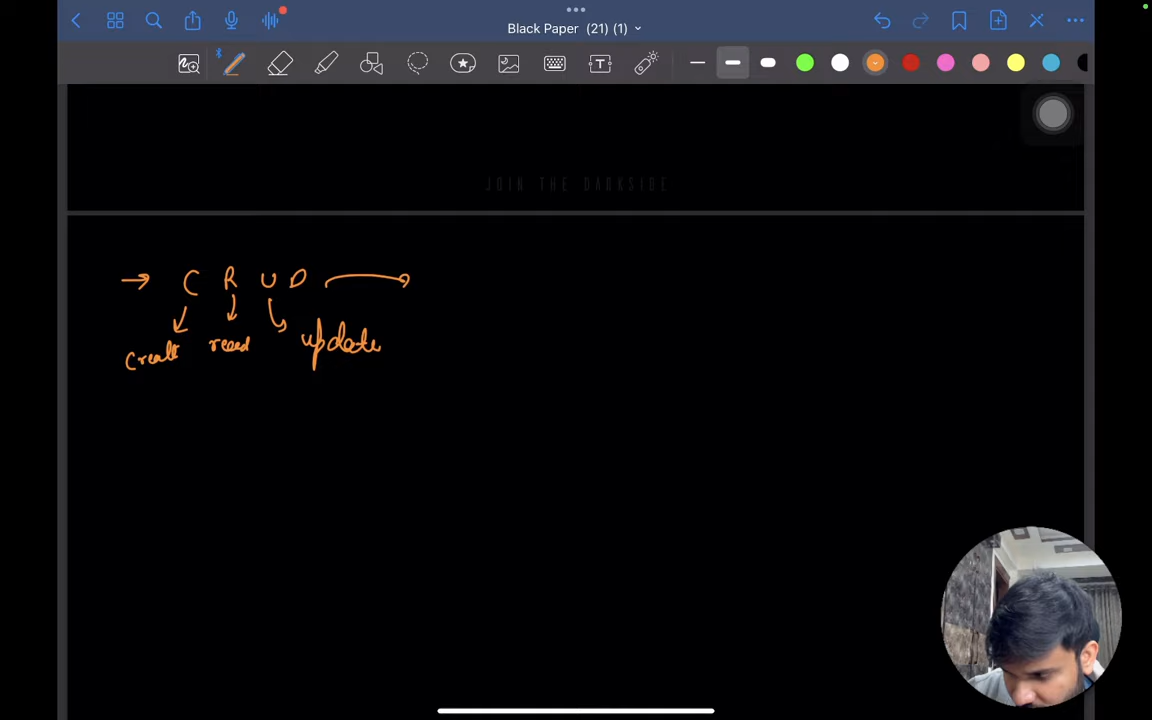 Black Paper (21) (1)
T
JOIN THE DARKSIDE
→ C R U D →
create read update